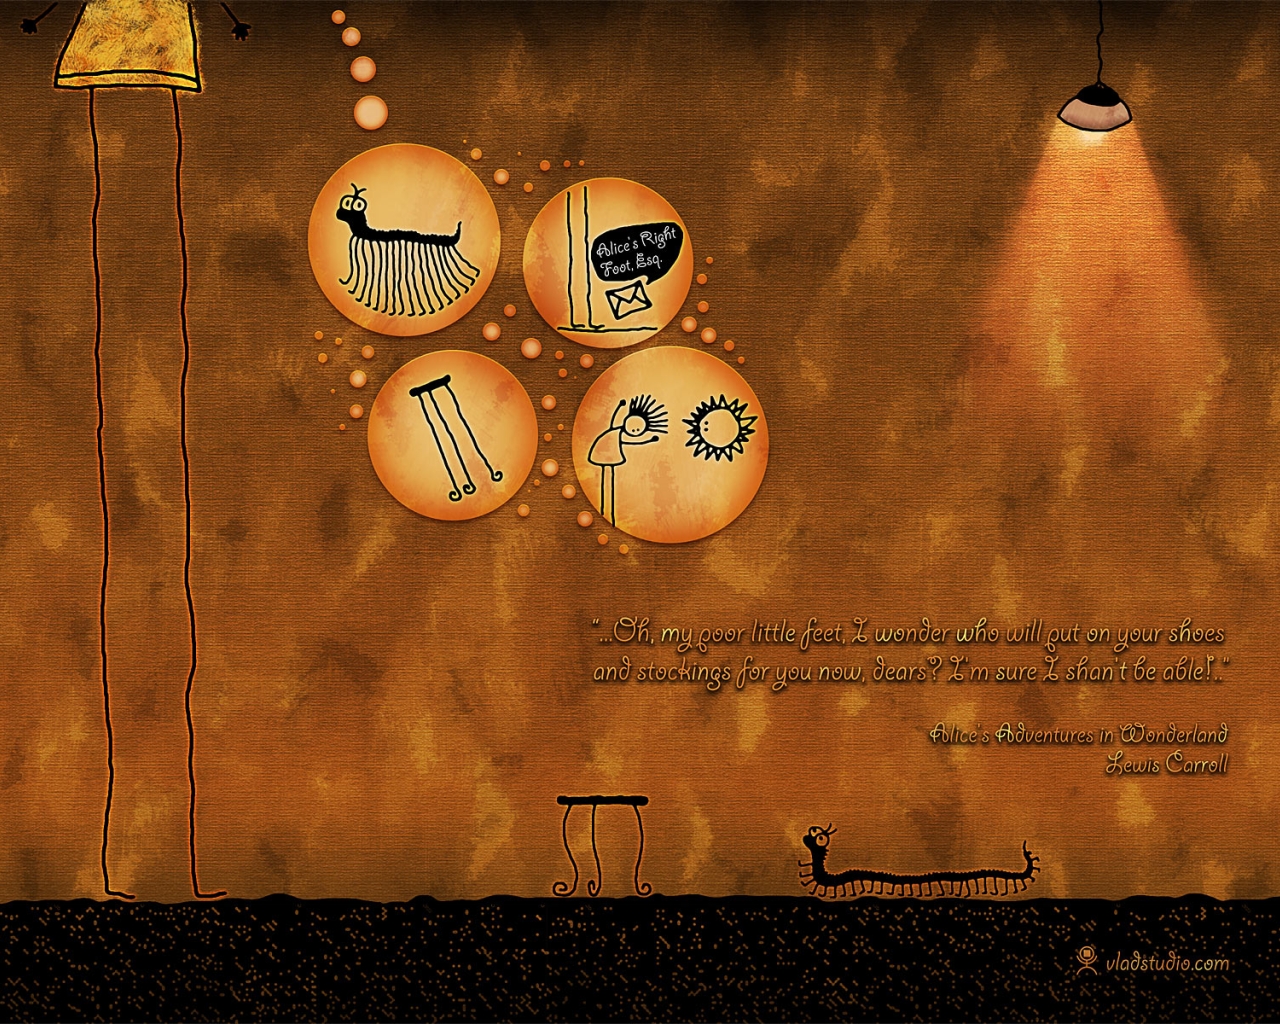 Alice's Right
Foot, Esq.
"...Oh, my poor little feet, I wonder who will put on your shoes
and stockings for you now, dears? I'm sure I shan't be able!.."
Alice's Adventures in Wonderland
Lewis Carroll
vladstudio.com